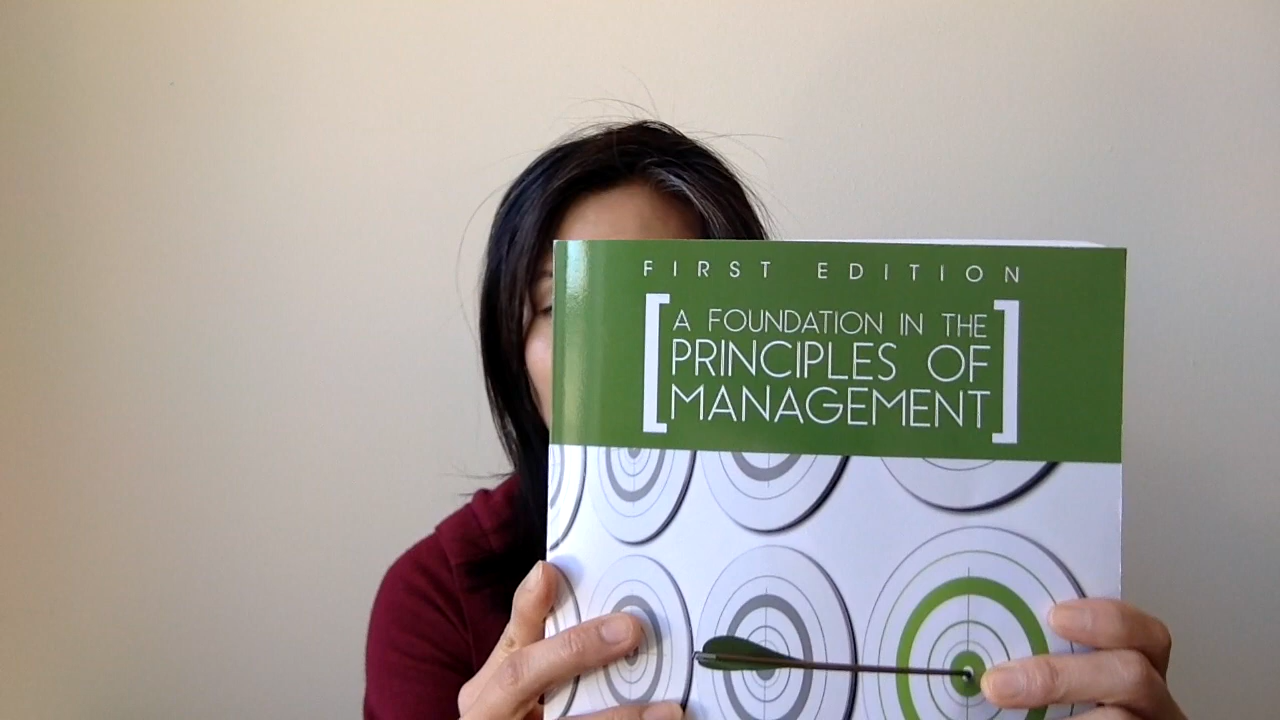 FIRST EDITION
A FOUNDATION IN THE
PRINCIPLES OF
MANAGEMENT